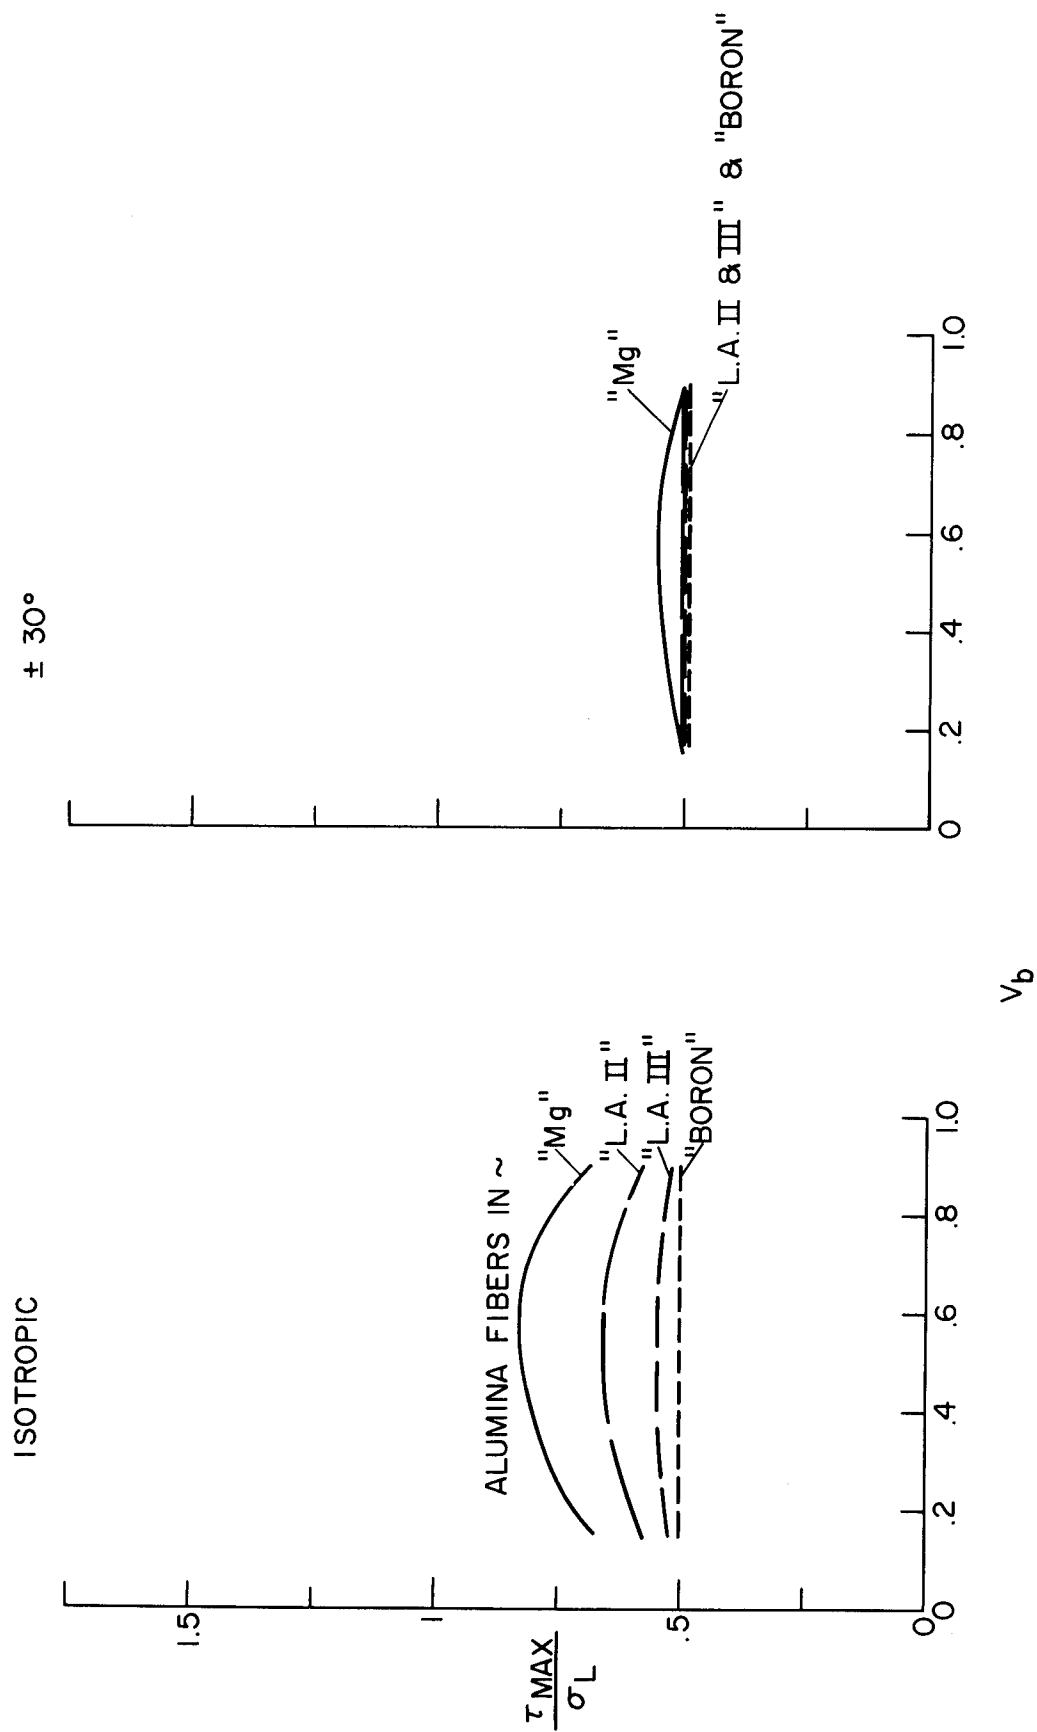 ISOTROPIC
± 30°
1.5
1
.5
0
τ MAX
σ L
ALUMINA FIBERS IN ~
"Mg"
"L.A. II"
"L.A. III"
"BORON"
0 .2 .4 .6 .8 1.0
"Mg"
"L.A. II & III" & "BORON"
0 .2 .4 .6 .8 1.0
V b